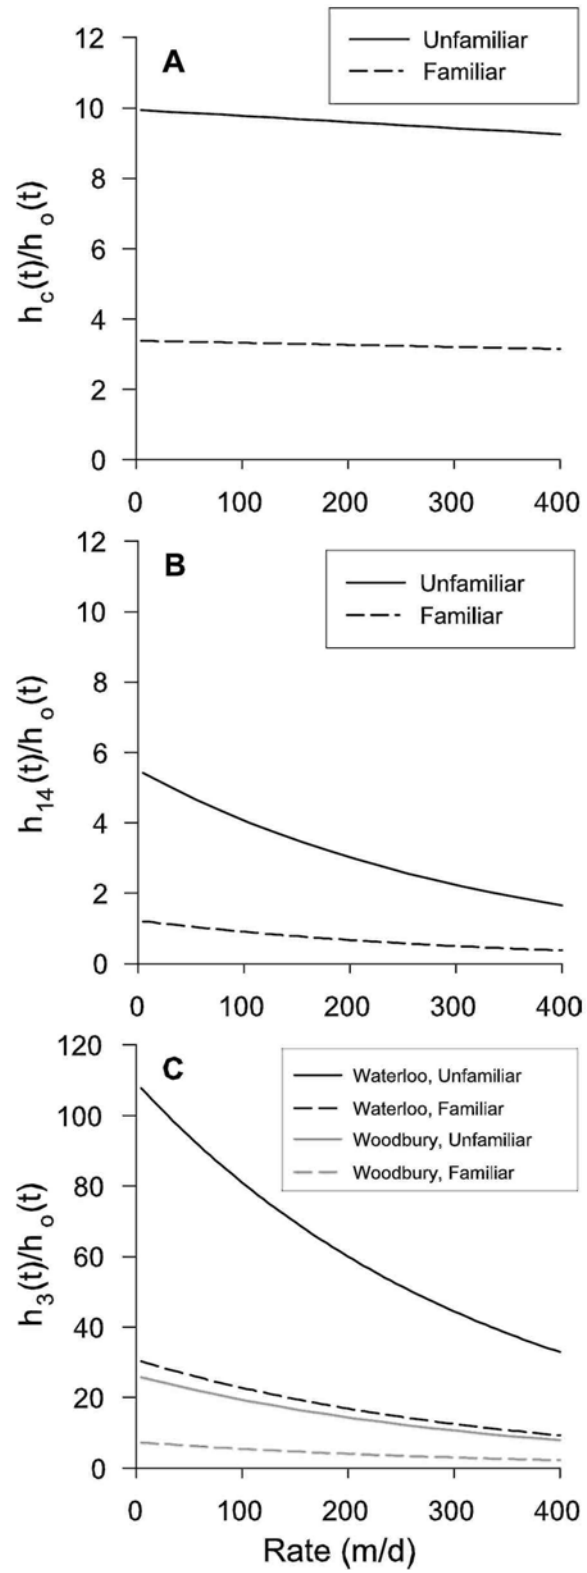 A
Unfamiliar
Familiar
12
10
8
6
4
2
0
h_c(t)/h_o(t)
0 100 200 300 400
B
Unfamiliar
Familiar
12
10
8
6
4
2
0
h_14(t)/h_o(t)
0 100 200 300 400
C
Waterloo, Unfamiliar
Waterloo, Familiar
Woodbury, Unfamiliar
Woodbury, Familiar
120
100
80
60
40
20
0
h_3(t)/h_o(t)
0 100 200 300 400
Rate (m/d)